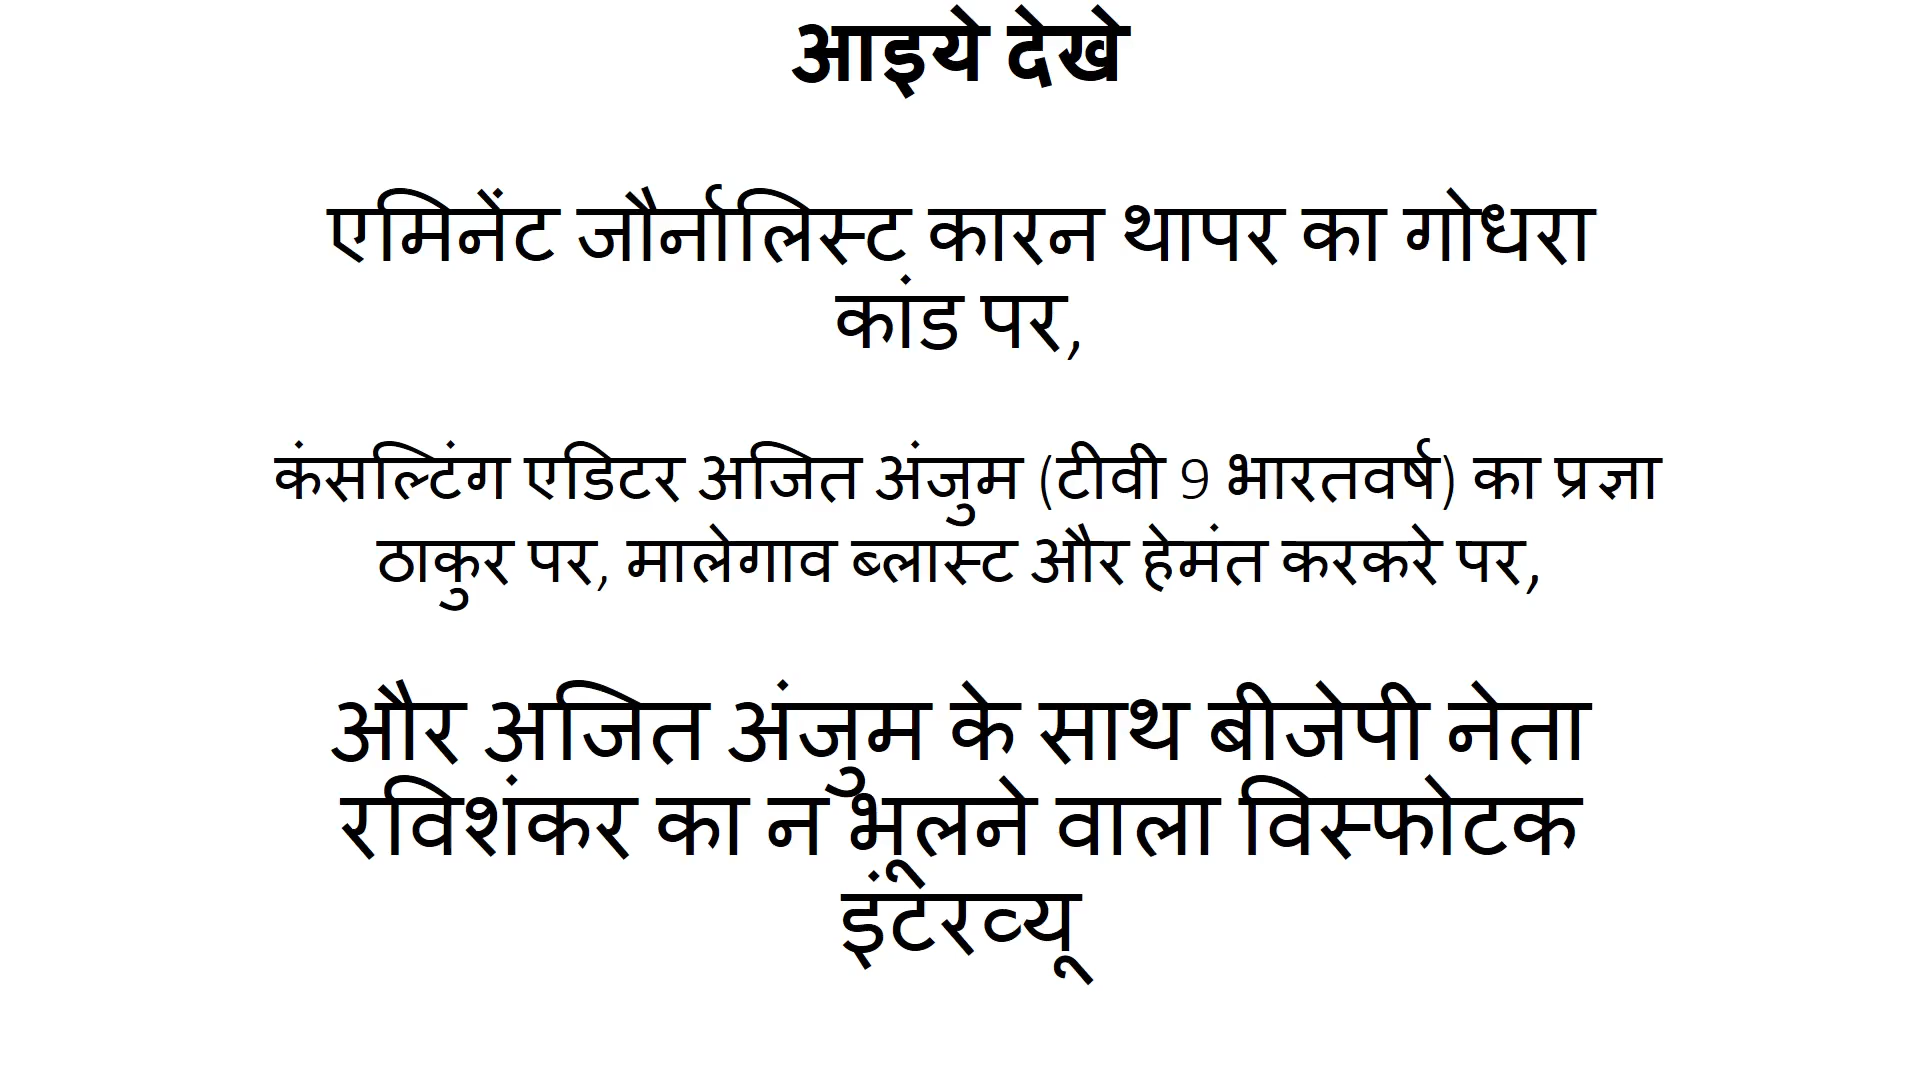 आइये देखे
एमिनेंट जौर्नालिस्ट कारन थापर का गोधरा
कांड पर,
कंसल्टिंग एडिटर अजित अंजुम (टीवी 9 भारतवर्ष) का प्रज्ञा
ठाकुर पर, मालेगाव ब्लास्ट और हेमंत करकरे पर,
और अजित अंजुम के साथ बीजेपी नेता
रविशंकर का न भूलने वाला विस्फोटक
इंटरव्यू